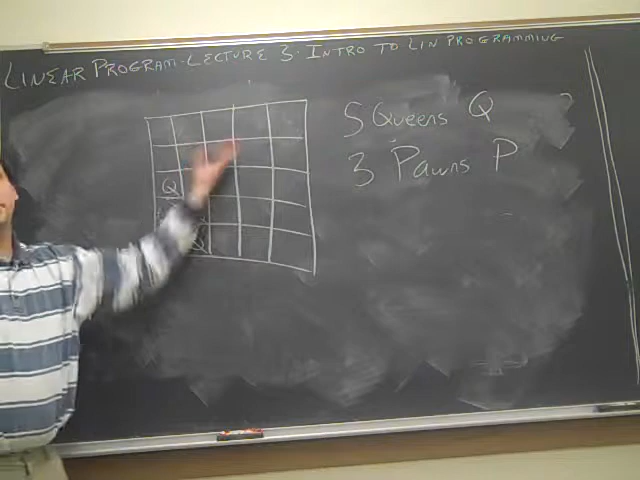 LINEAR PROGRAM. LECTURE 3. INTRO TO LIN PROGRAMMING
5 Queens Q
3 Pawns P
Q
Q